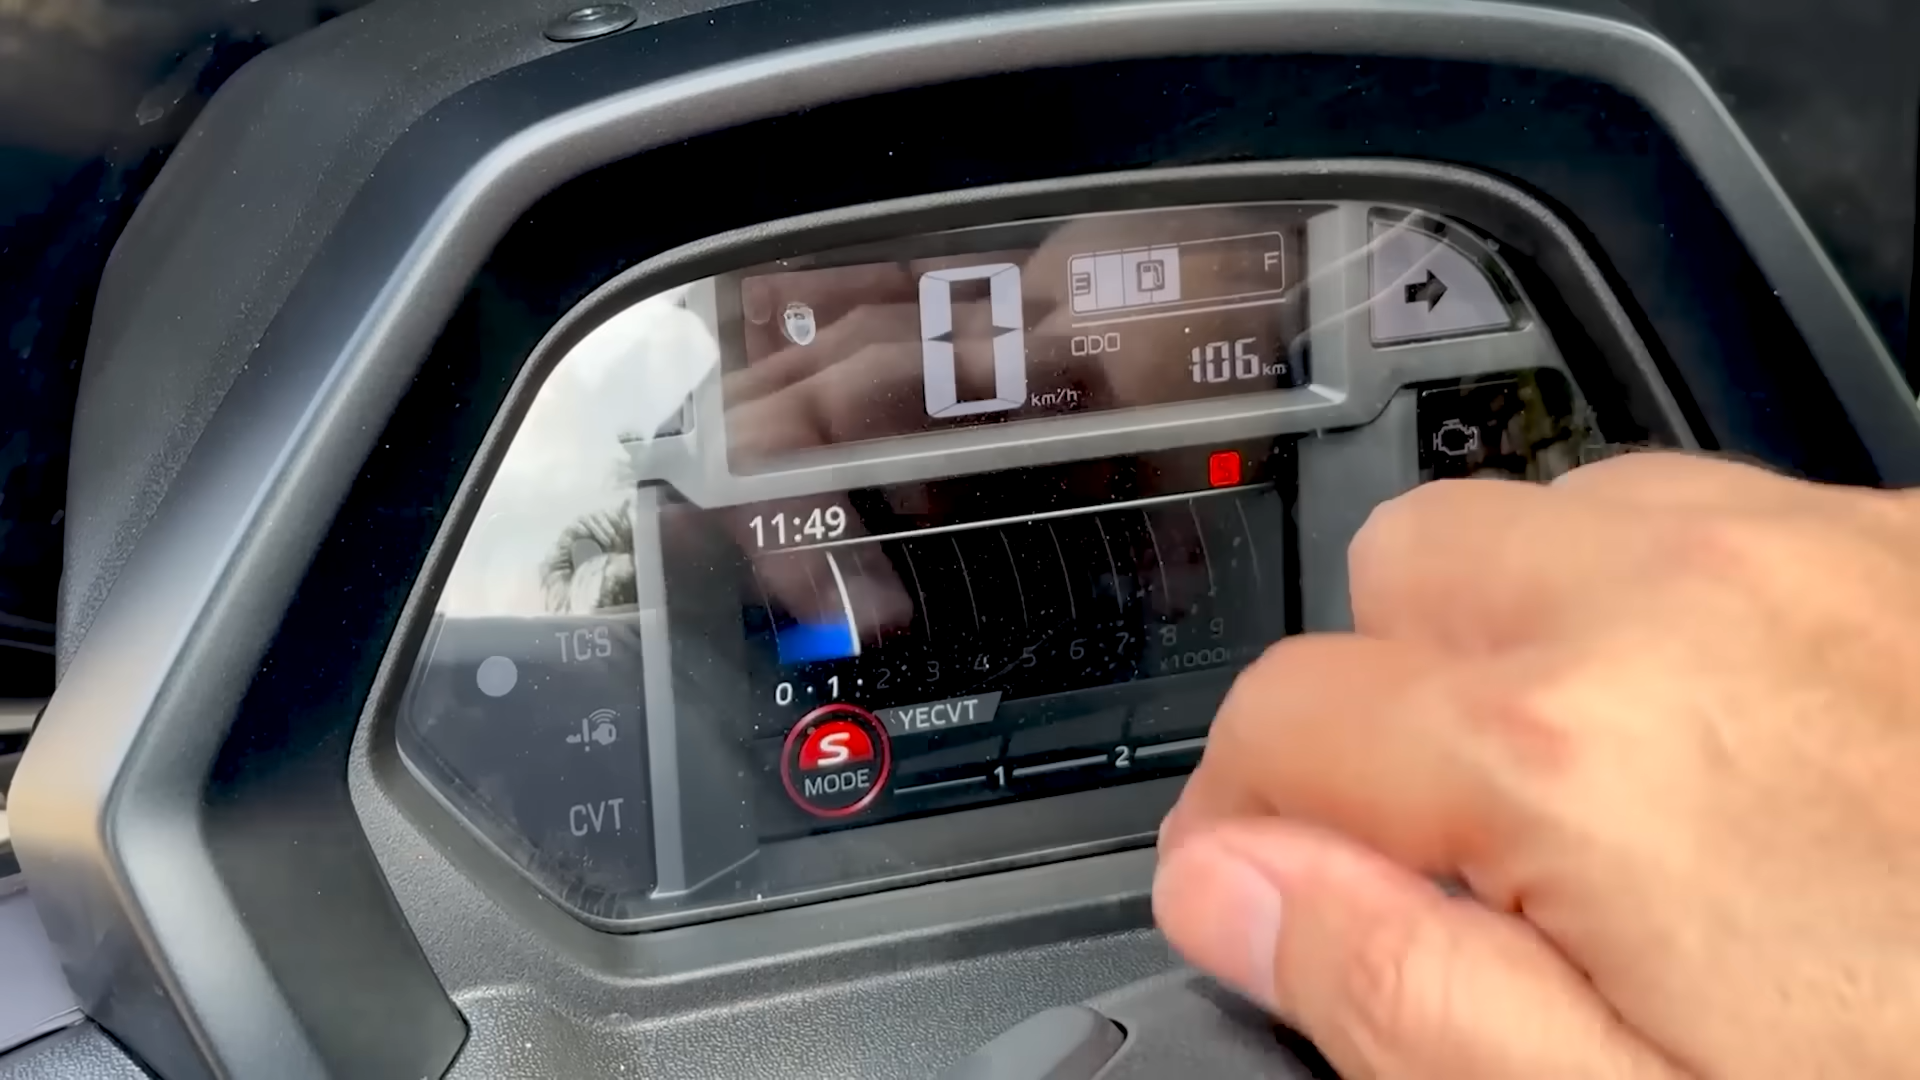 0
km/h
E F
ODO
106 km
S
11:49
TCS
0 · 1 · 2 · 3 · 4 · 5 · 6 · 7 · 8 · 9
YECVT
S
MODE
1 2
CVT